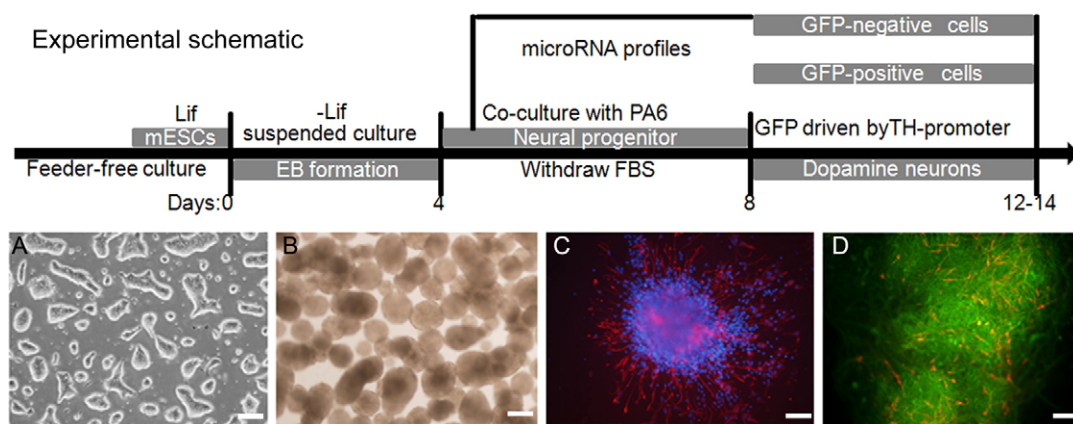 Experimental schematic
GFP-negative cells
microRNA profiles
GFP-positive cells
Lif
-Lif
Co-culture with PA6
mESCs
suspended culture
Neural progenitor
GFP driven byTH-promoter
Feeder-free culture
EB formation
Withdraw FBS
Dopamine neurons
Days:0
4
8
12-14
A
B
C
D